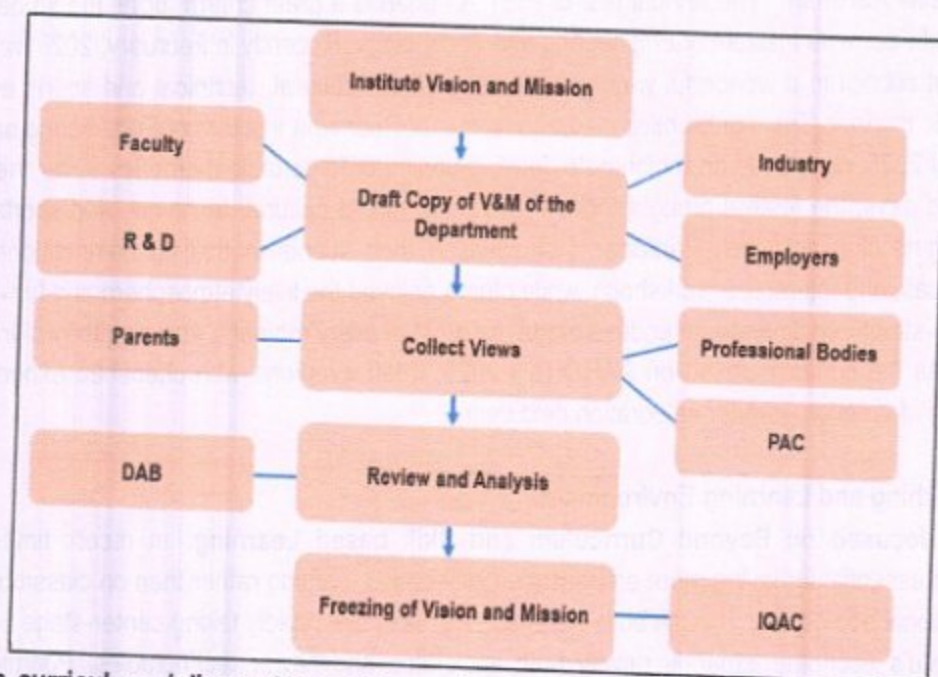 Institute Vision and Mission
Faculty
Industry
Draft Copy of V&M of the
Department
R & D
Employers
Parents
Collect Views
Professional Bodies
PAC
DAB
Review and Analysis
Freezing of Vision and Mission
IQAC